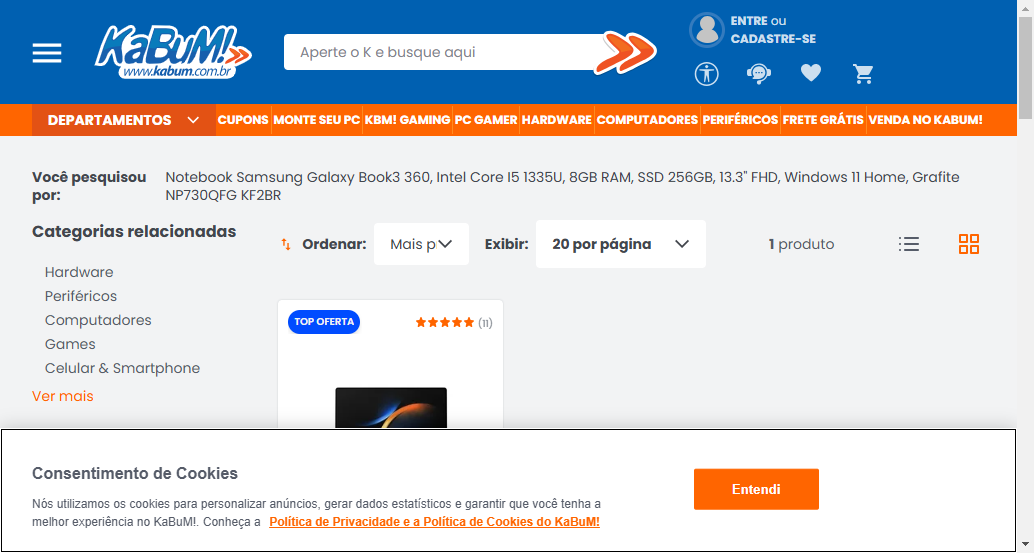 KaBuM!
www.kabum.com.br
Aperte o K e busque aqui
ENTRE ou
CADASTRE-SE
DEPARTAMENTOS
CUPONS MONTE SEU PC KBM! GAMING PC GAMER HARDWARE COMPUTADORES PERIFÉRICOS FRETE GRÁTIS VENDA NO KABUM!
Você pesquisou por:
Notebook Samsung Galaxy Book3 360, Intel Core I5 1335U, 8GB RAM, SSD 256GB, 13.3" FHD, Windows 11 Home, Grafite
NP730QFG KF2BR
Categorias relacionadas
Hardware
Periféricos
Computadores
Games
Celular & Smartphone
Ver mais
Ordenar: Mais p Exibir: 20 por página 1 produto
TOP OFERTA (11)
Consentimento de Cookies
Nós utilizamos os cookies para personalizar anúncios, gerar dados estatísticos e garantir que você tenha a
melhor experiência no KaBuM!. Conheça a Política de Privacidade e a Política de Cookies do KaBuM!
Entendi